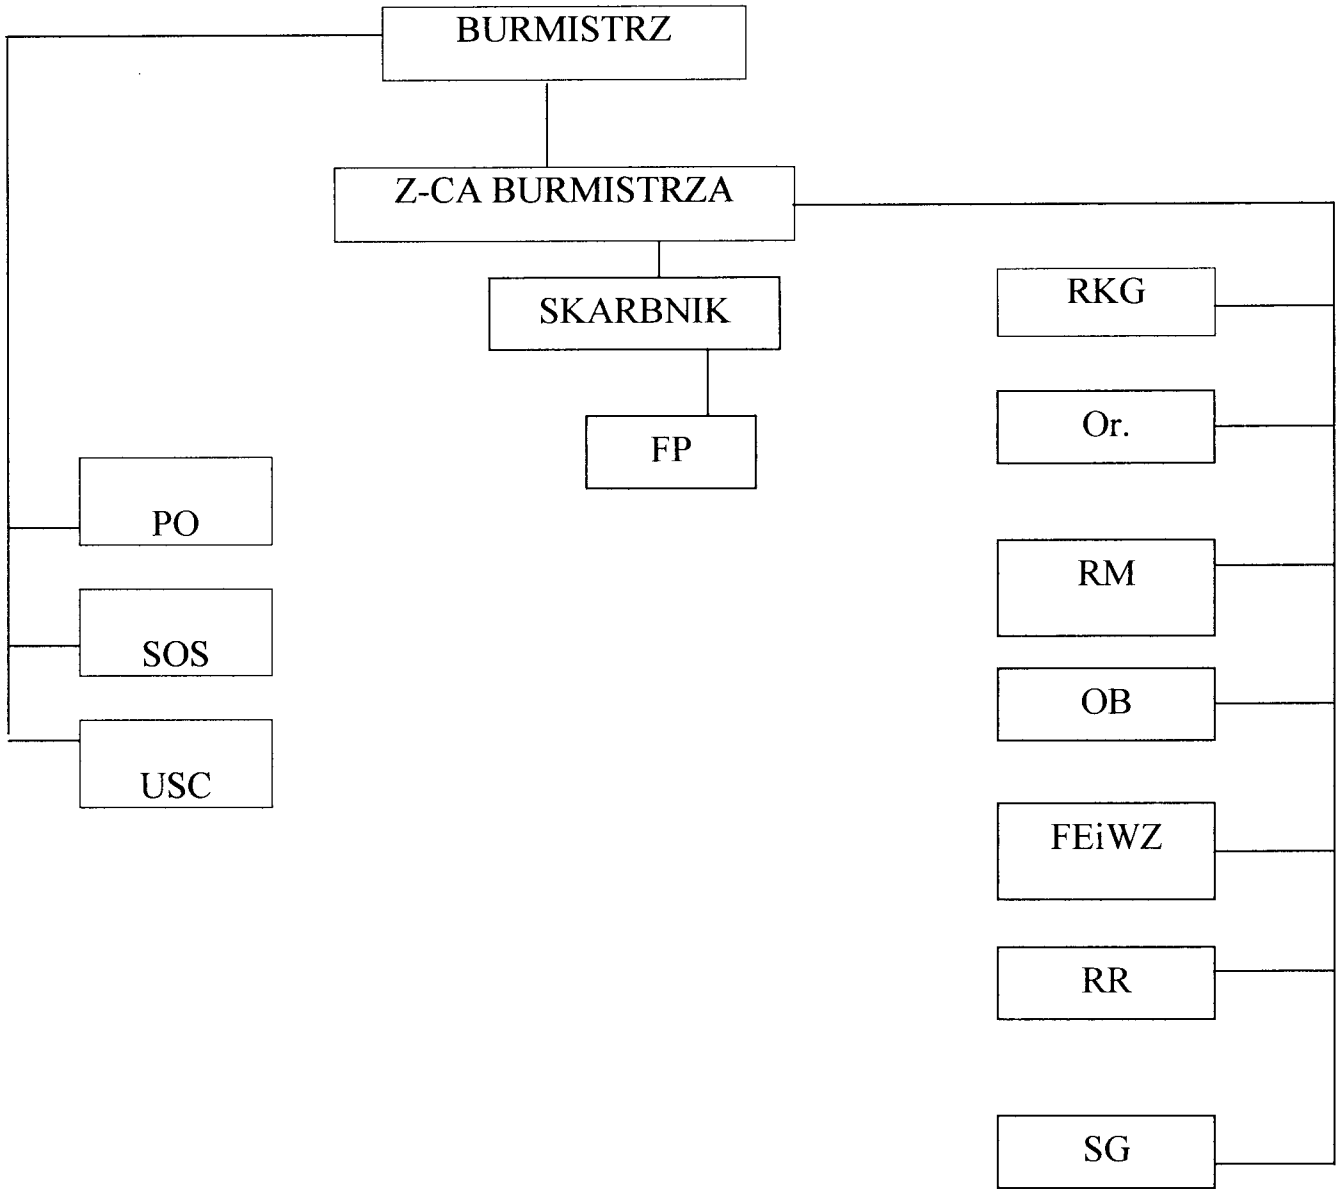 BURMISTRZ
Z-CA BURMISTRZA
SKARBNIK
FP
PO
SOS
USC
RKG
Or.
RM
OB
FEiWZ
RR
SG